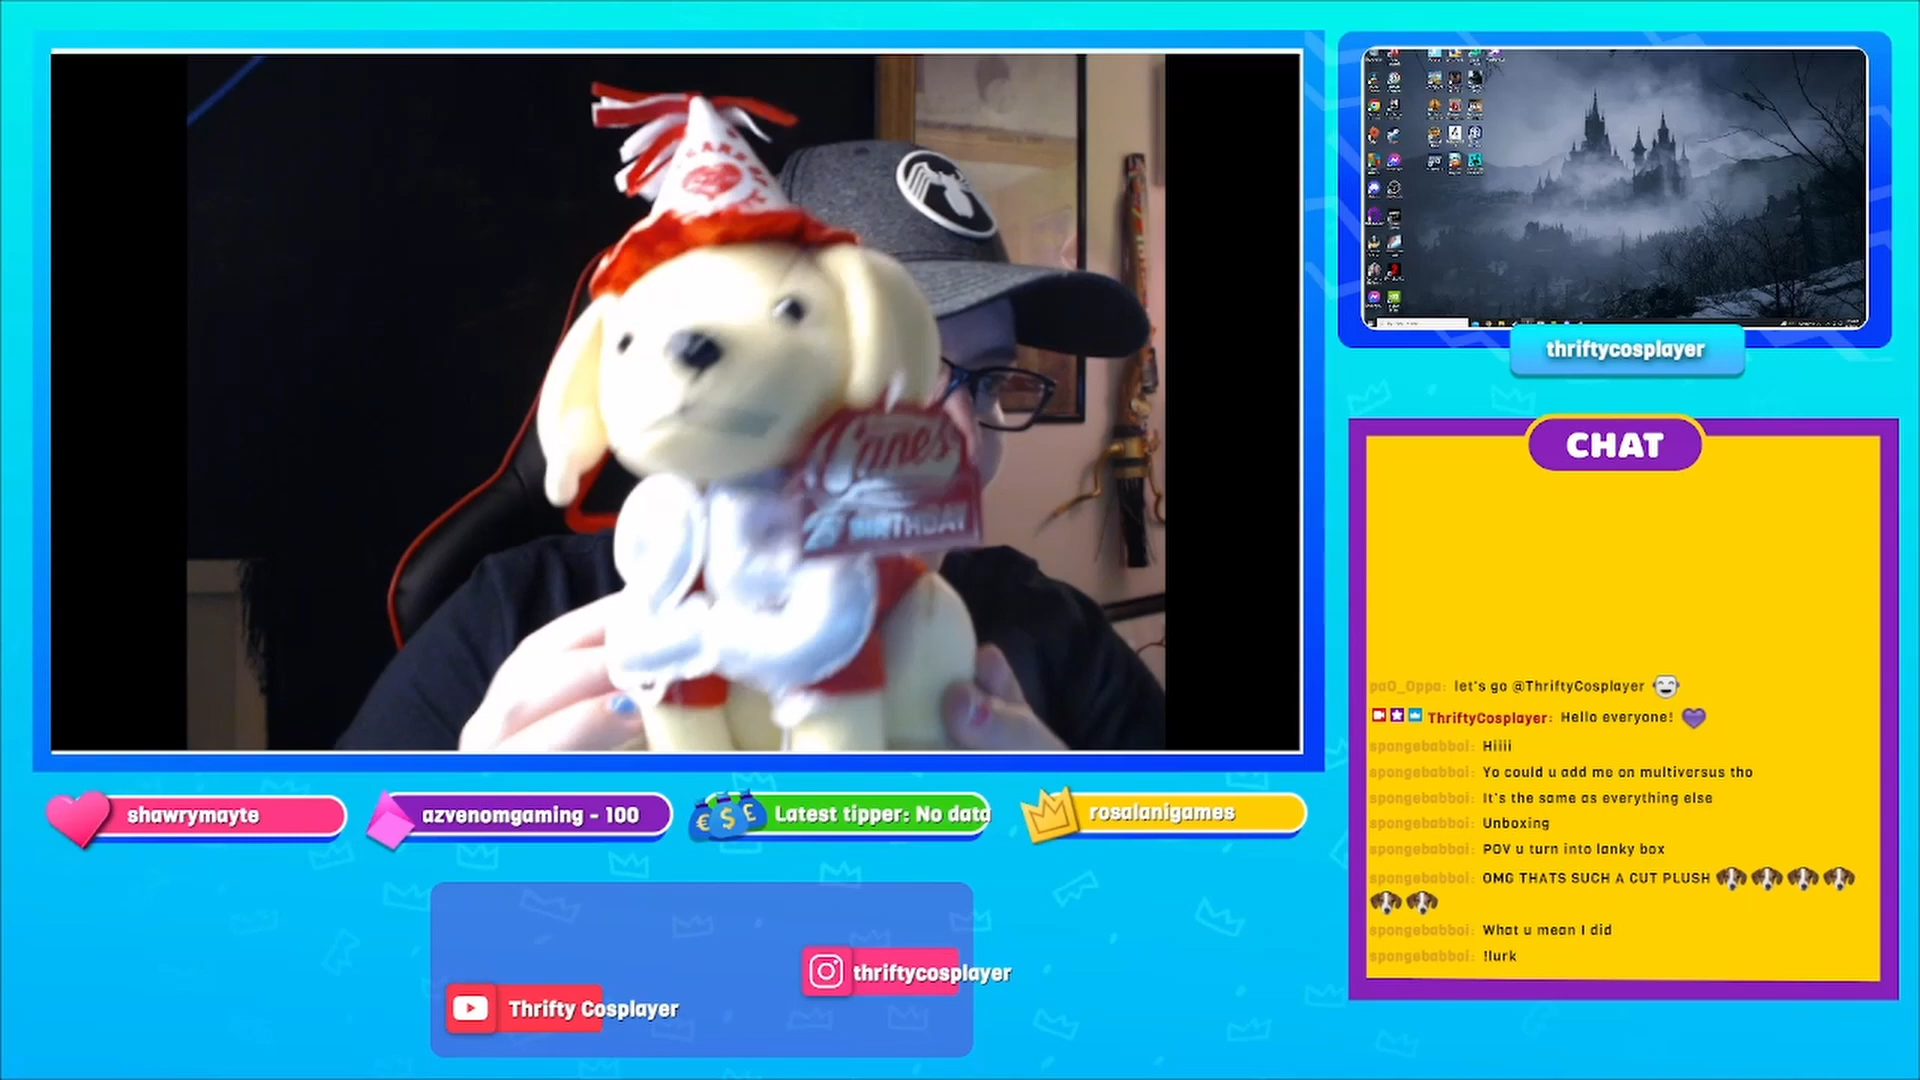 Cane's
BIRTHDAY
thriftycosplayer
CHAT
pa0_Oppa: let's go @ThriftyCosplayer
ThriftyCosplayer: Hello everyone!
spongebabboi: Hiiii
spongebabboi: Yo could u add me on multiversus tho
spongebabboi: It's the same as everything else
spongebabboi: Unboxing
spongebabboi: POV u turn into lanky box
spongebabboi: OMG THATS SUCH A CUT PLUSH
spongebabboi: What u mean I did
spongebabboi: !lurk
shawrymayte
azvenomgaming - 100
Latest tipper: No data
rosalanigames
thriftycosplayer
Thrifty Cosplayer